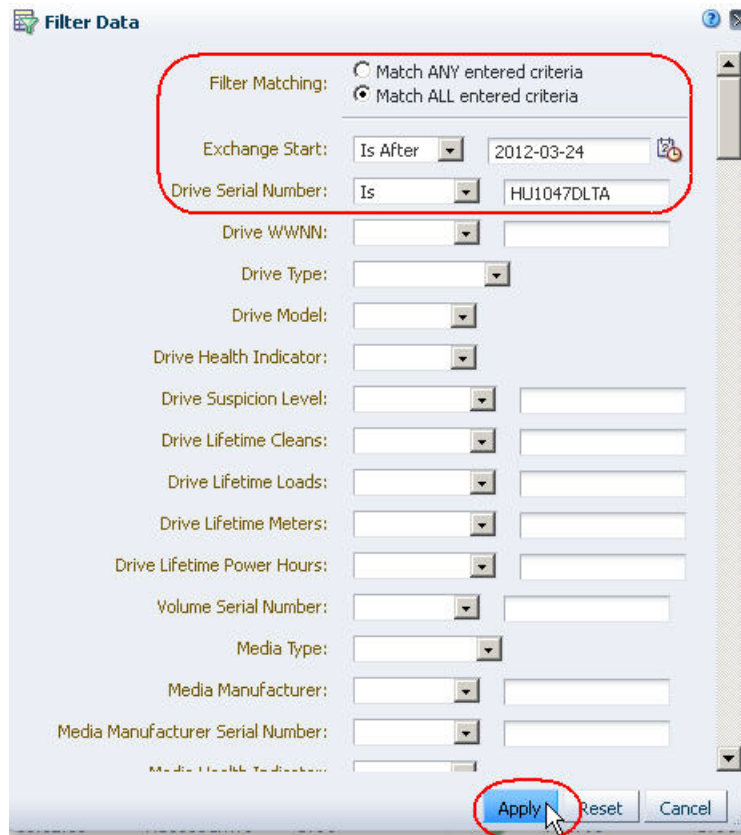 Filter Data
Filter Matching: Match ANY entered criteria
Match ALL entered criteria
Exchange Start: Is After 2012-03-24
Drive Serial Number: Is HU1047DLTA
Drive WWNN:
Drive Type:
Drive Model:
Drive Health Indicator:
Drive Suspicion Level:
Drive Lifetime Cleans:
Drive Lifetime Loads:
Drive Lifetime Meters:
Drive Lifetime Power Hours:
Volume Serial Number:
Media Type:
Media Manufacturer:
Media Manufacturer Serial Number:
Media Health Indicator:
Apply Reset Cancel